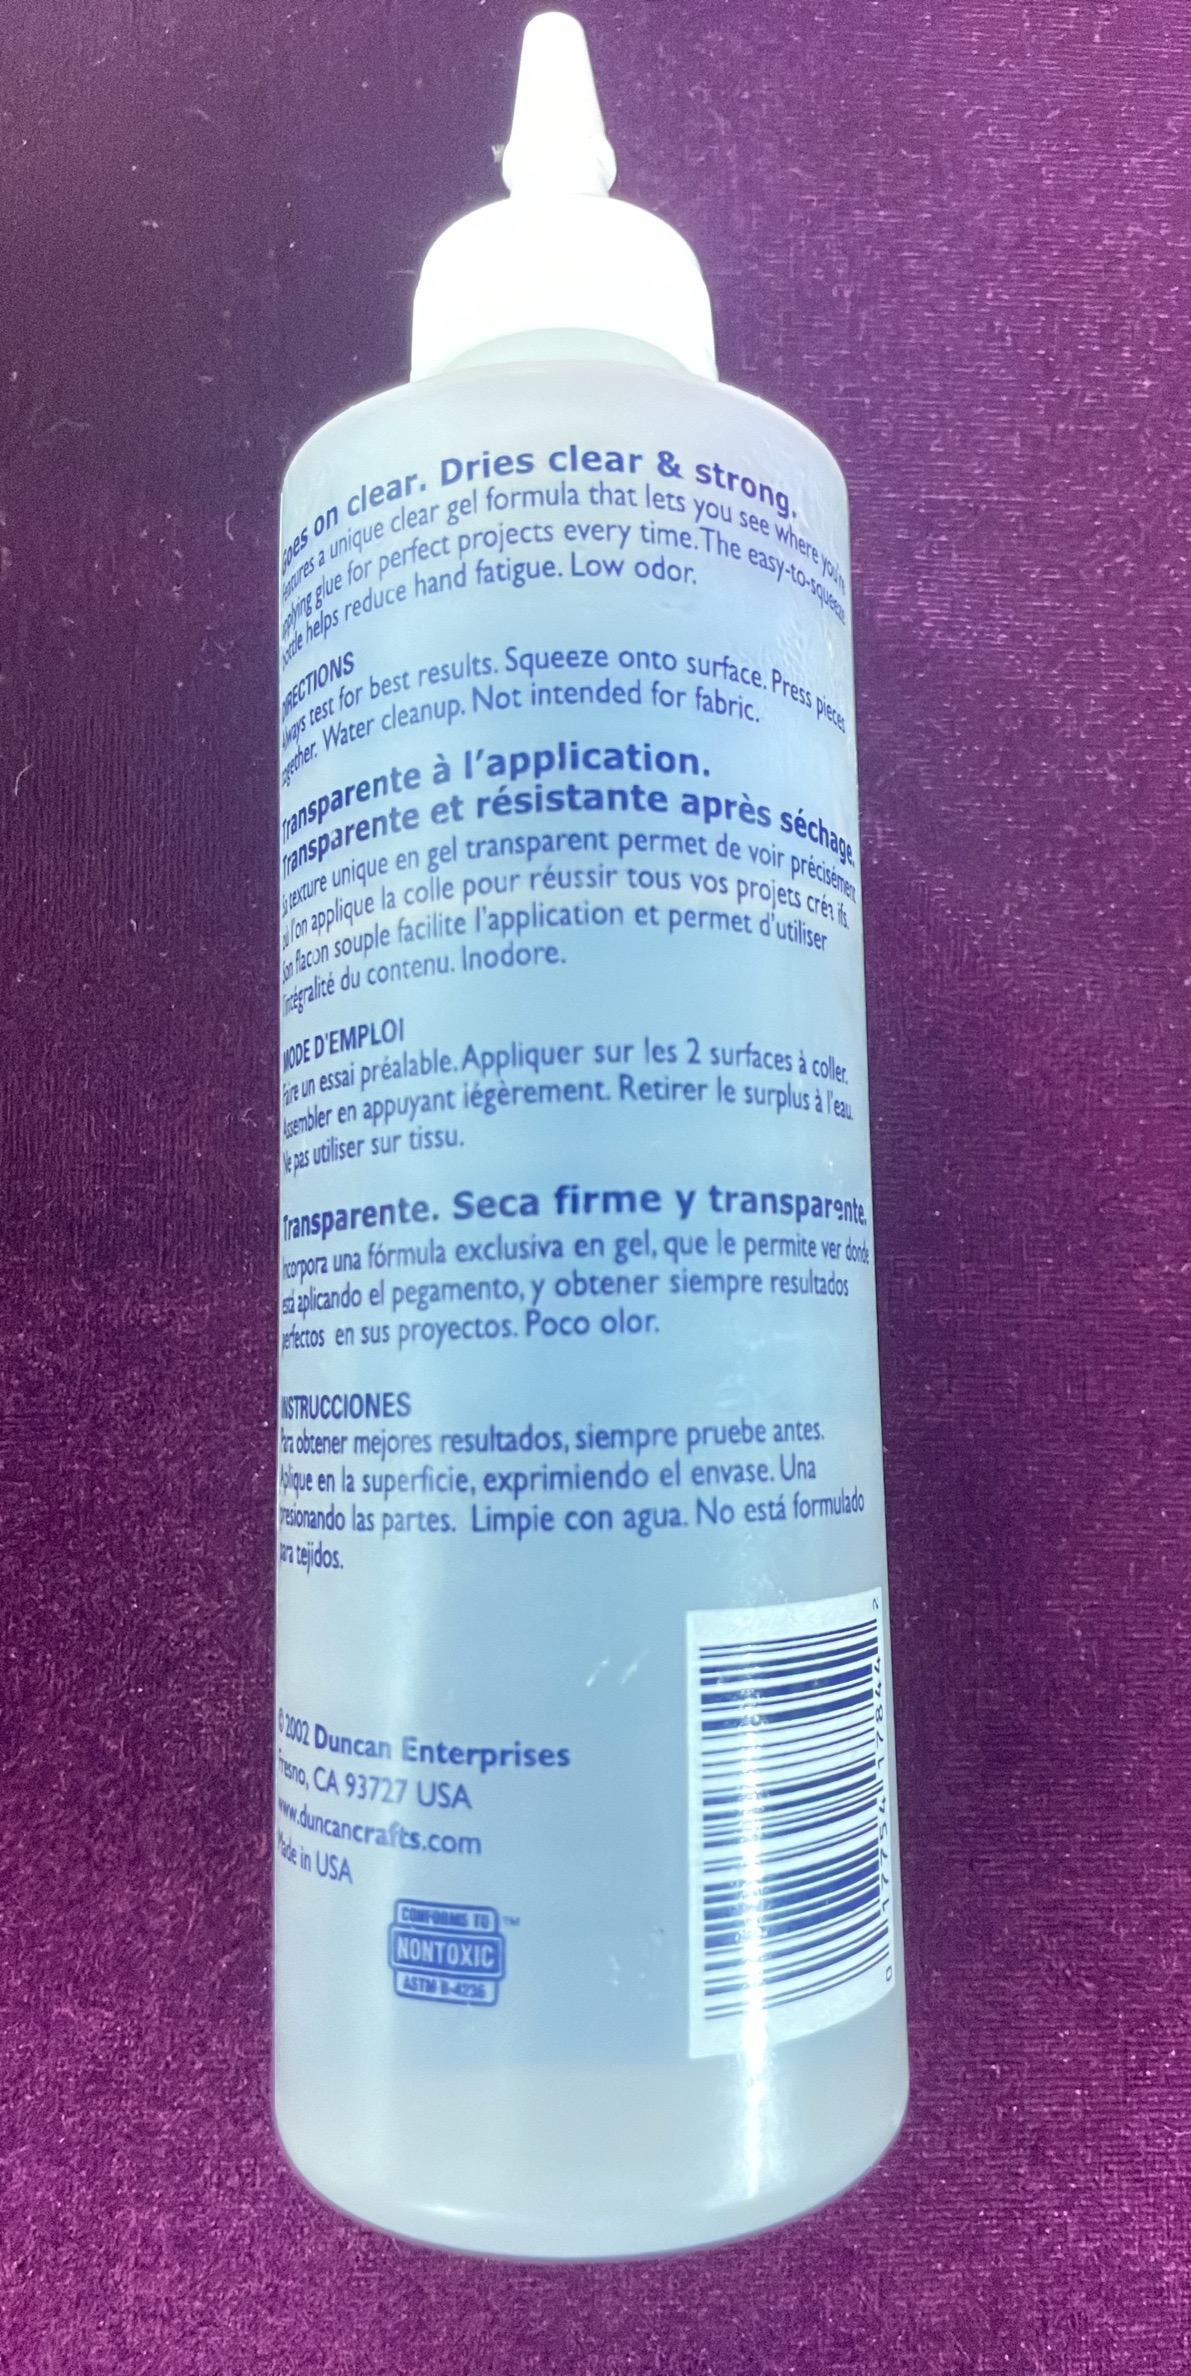 Goes on clear. Dries clear & strong.
Features a unique clear gel formula that lets you see where you're
applying glue for perfect projects every time. The easy-to-squeeze
bottle helps reduce hand fatigue. Low odor.
DIRECTIONS
Always test for best results. Squeeze onto surface. Press pieces
together. Water cleanup. Not intended for fabric.
Transparente à l'application.
Transparente et résistante après séchage.
Sa texture unique en gel transparent permet de voir précisément
où l'on applique la colle pour réussir tous vos projets créatifs.
Son flacon souple facilite l'application et permet d'utiliser
l'intégralité du contenu. Inodore.
MODE D'EMPLOI
Faire un essai préalable. Appliquer sur les 2 surfaces à coller.
Assembler en appuyant légèrement. Retirer le surplus à l'eau.
Ne pas utiliser sur tissu.
Transparente. Seca firme y transparente.
Incorpora una fórmula exclusiva en gel, que le permite ver donde
está aplicando el pegamento, y obtener siempre resultados
perfectos en sus proyectos. Poco olor.
INSTRUCCIONES
Para obtener mejores resultados, siempre pruebe antes.
Aplique en la superficie, exprimiendo el envase. Una
presionando las partes. Limpie con agua. No está formulado
para tejidos.
© 2002 Duncan Enterprises
Fresno, CA 93727 USA
www.duncancrafts.com
Made in USA
CONFORMS TO ™
NONTOXIC
ASTM D-4236
0 17754 17844 2